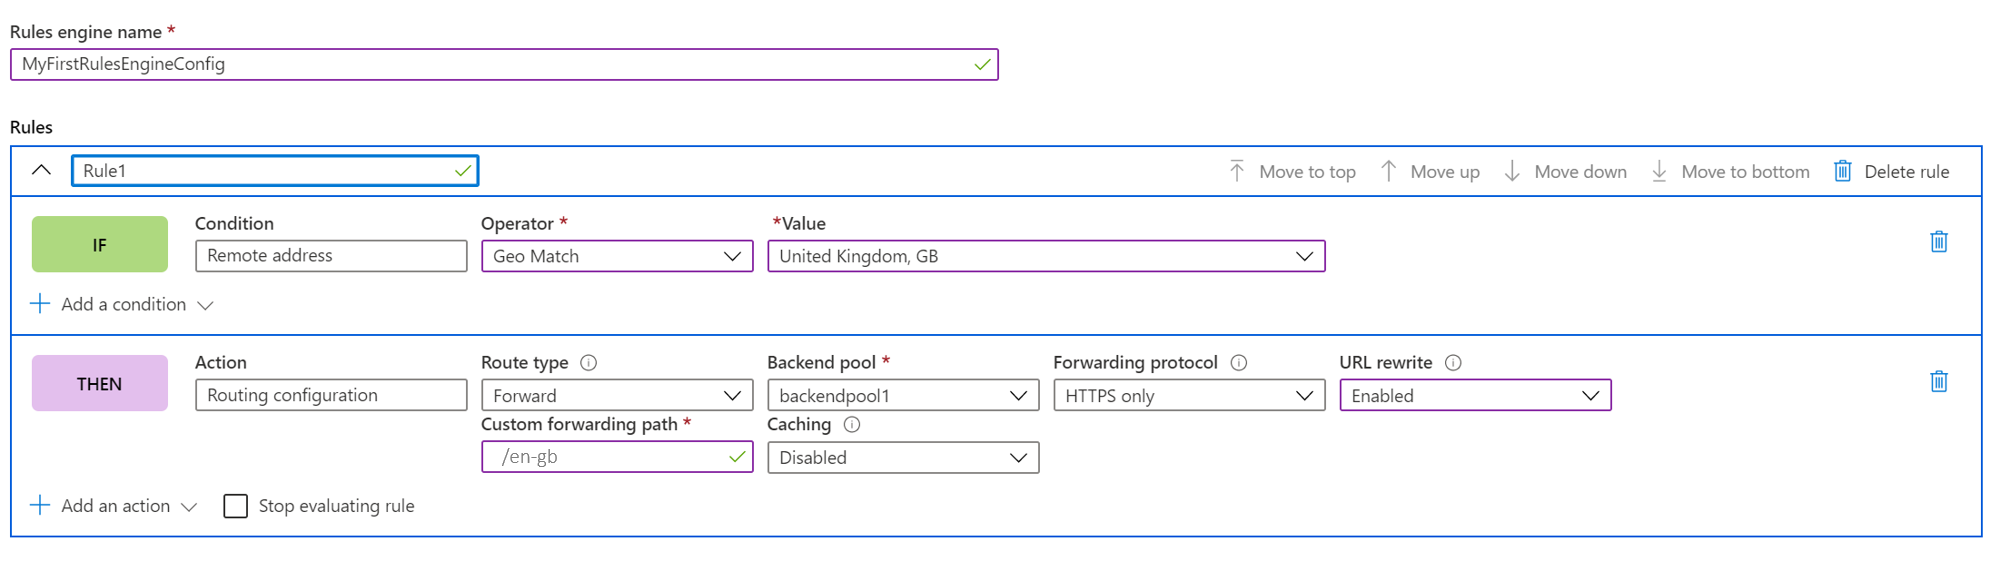 Rules engine name *
MyFirstRulesEngineConfig
Rules
Rule1 Move to top Move up Move down Move to bottom Delete rule
Condition Operator * *Value
IF Remote address Geo Match United Kingdom, GB
Add a condition
Action Route type Backend pool * Forwarding protocol URL rewrite
THEN Routing configuration Forward backendpool1 HTTPS only Enabled
Custom forwarding path * Caching
/en-gb Disabled
Add an action Stop evaluating rule